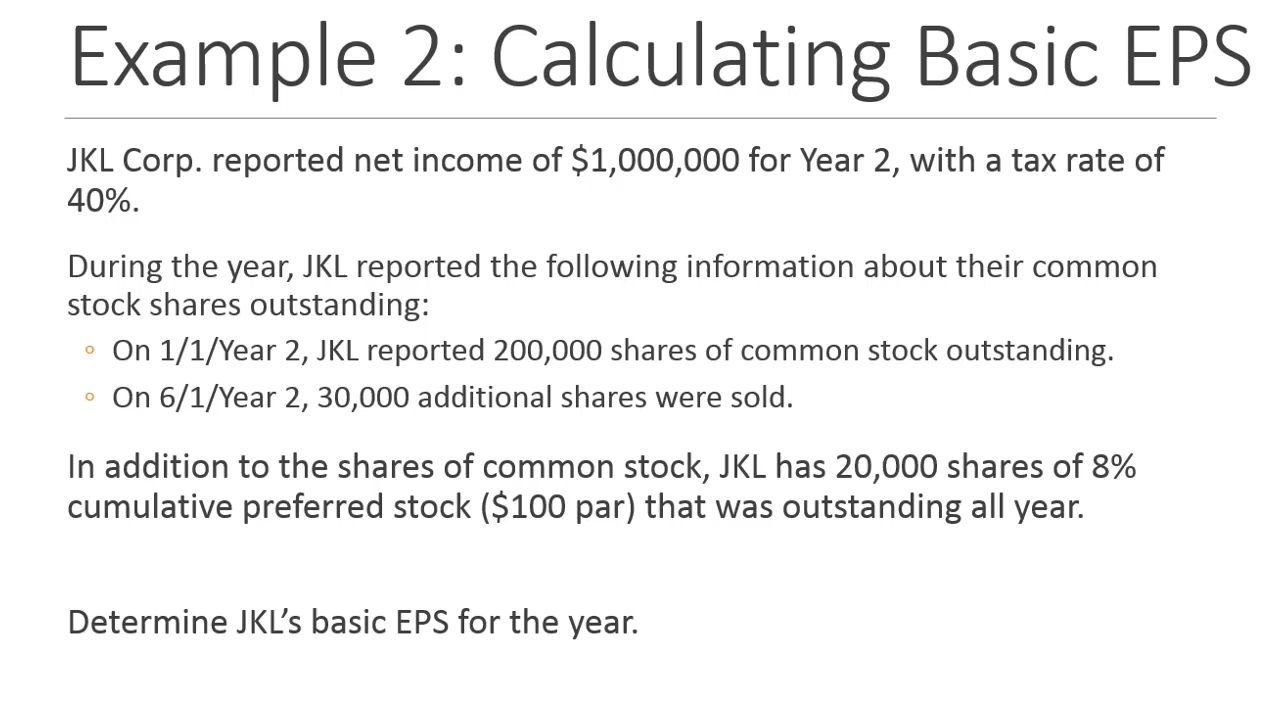 Example 2: Calculating Basic EPS
JKL Corp. reported net income of $1,000,000 for Year 2, with a tax rate of
40%.
During the year, JKL reported the following information about their common
stock shares outstanding:
◦ On 1/1/Year 2, JKL reported 200,000 shares of common stock outstanding.
◦ On 6/1/Year 2, 30,000 additional shares were sold.
In addition to the shares of common stock, JKL has 20,000 shares of 8%
cumulative preferred stock ($100 par) that was outstanding all year.
Determine JKL’s basic EPS for the year.